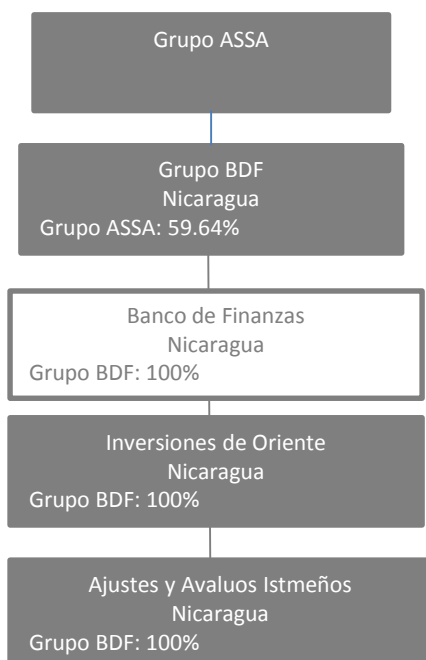 Grupo ASSA
Grupo BDF
Nicaragua
Grupo ASSA: 59.64%
Banco de Finanzas
Nicaragua
Grupo BDF: 100%
Inversiones de Oriente
Nicaragua
Grupo BDF: 100%
Ajustes y Avaluos Istmeños
Nicaragua
Grupo BDF: 100%